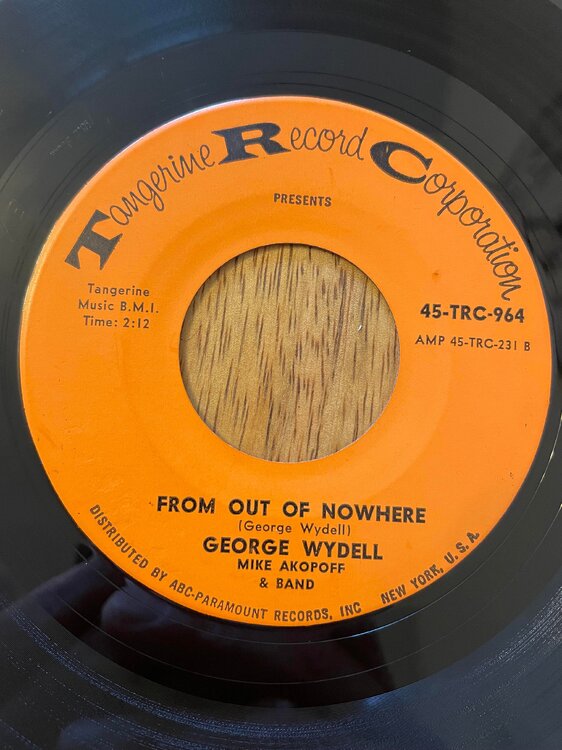 Tangerine Record Corporation
PRESENTS
Tangerine
Music B.M.I.
Time: 2:12
45-TRC-964
AMP 45-TRC-231 B
FROM OUT OF NOWHERE
(George Wydell)
GEORGE WYDELL
MIKE AKOPOFF
& BAND
DISTRIBUTED BY ABC-PARAMOUNT RECORDS, INC NEW YORK, U.S.A.